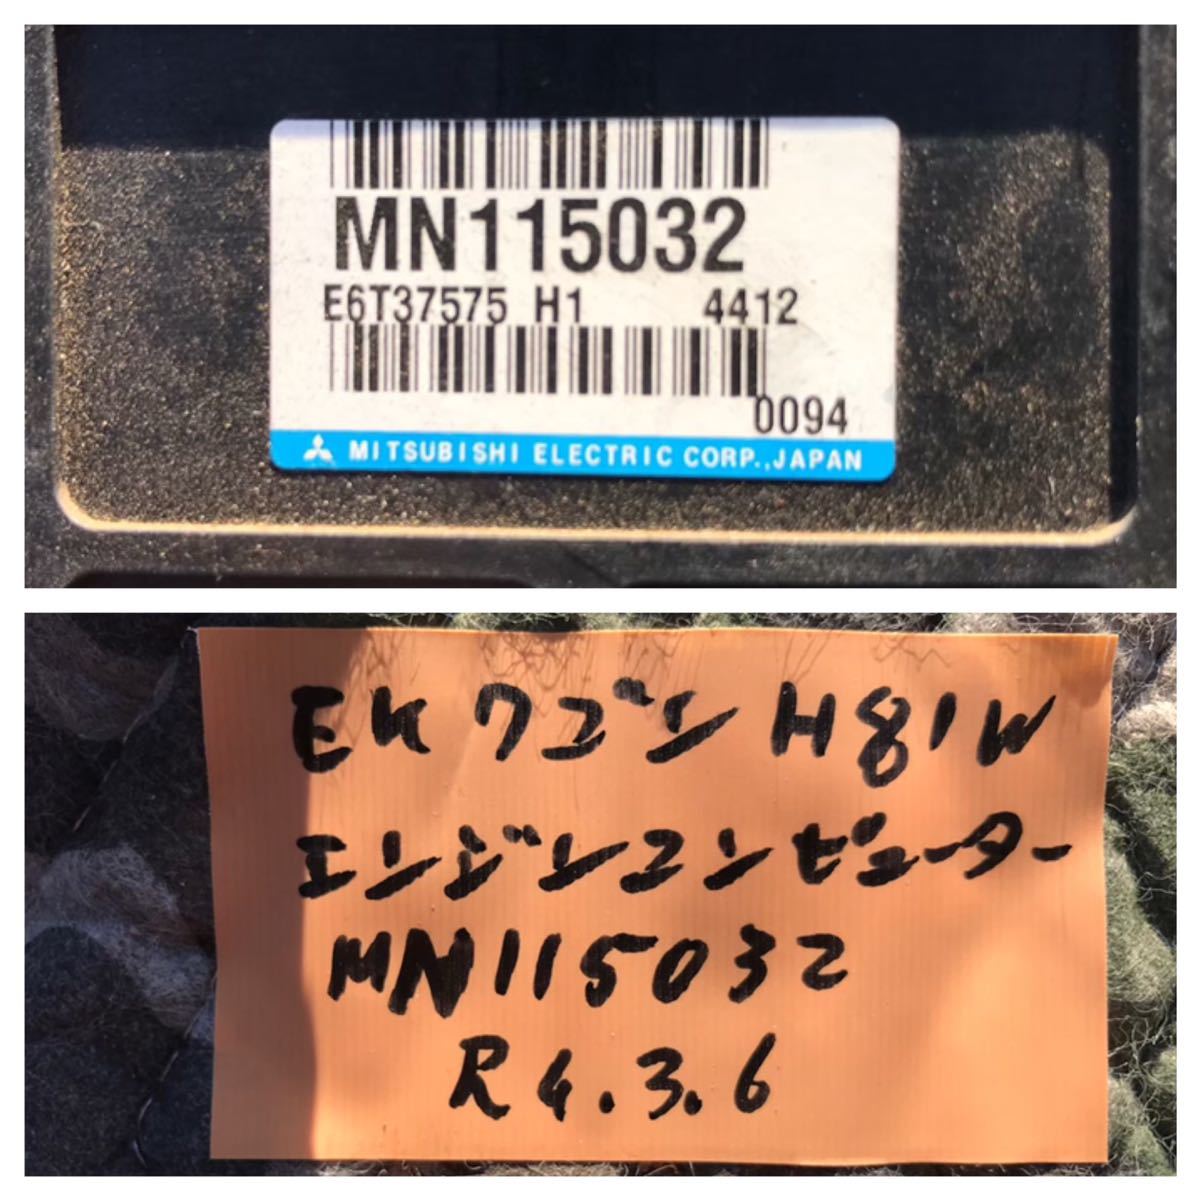 MN115032
E6T37575 H1 4412
0094
MITSUBISHI ELECTRIC CORP.,JAPAN
EKワゴン H81W
エンジンコンピューター
MN115032
R4.3.6